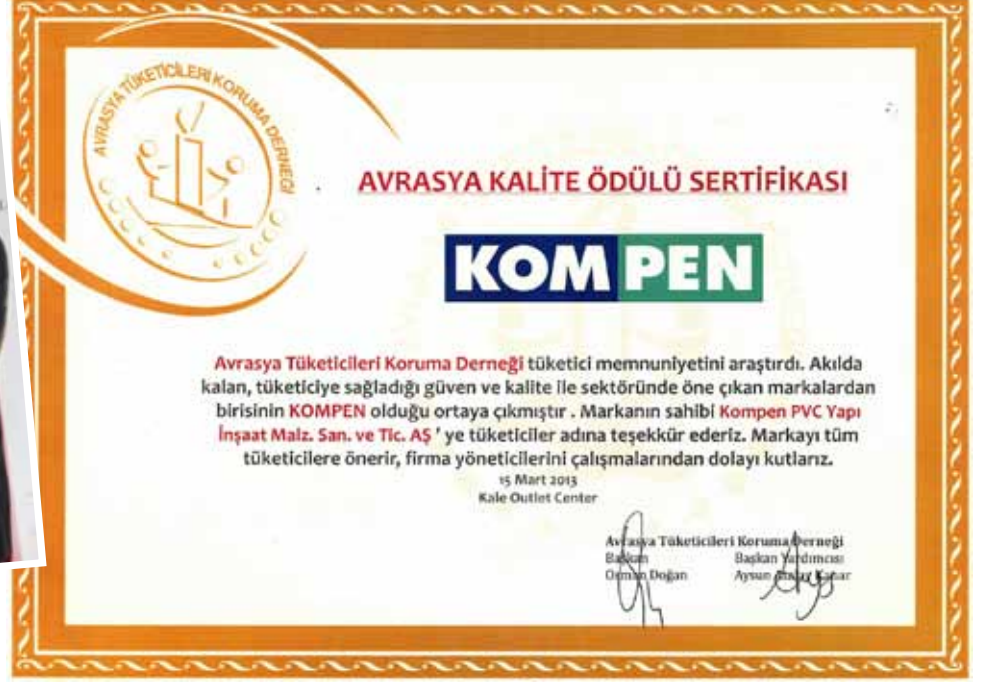 AVRASYA TÜKETİCİLERİ KORUMA DERNEĞİ
AVRASYA KALİTE ÖDÜLÜ SERTİFİKASI
KOMPEN
Avrasya Tüketicileri Koruma Derneği tüketici memnuniyetini araştırdı. Akılda
kalan, tüketiciye sağladığı güven ve kalite ile sektöründe öne çıkan markalardan
birisinin KOMPEN olduğu ortaya çıkmıştır . Markanın sahibi Kompen PVC Yapı
İnşaat Malz. San. ve Tic. AŞ ' ye tüketiciler adına teşekkür ederiz. Markayı tüm
tüketicilere önerir, firma yöneticilerini çalışmalarından dolayı kutlarız.
15 Mart 2013
Kale Outlet Center
Avrasya Tüketicileri Koruma Derneği
Başkan Başkan Yardımcısı
Osman Doğan Aysun